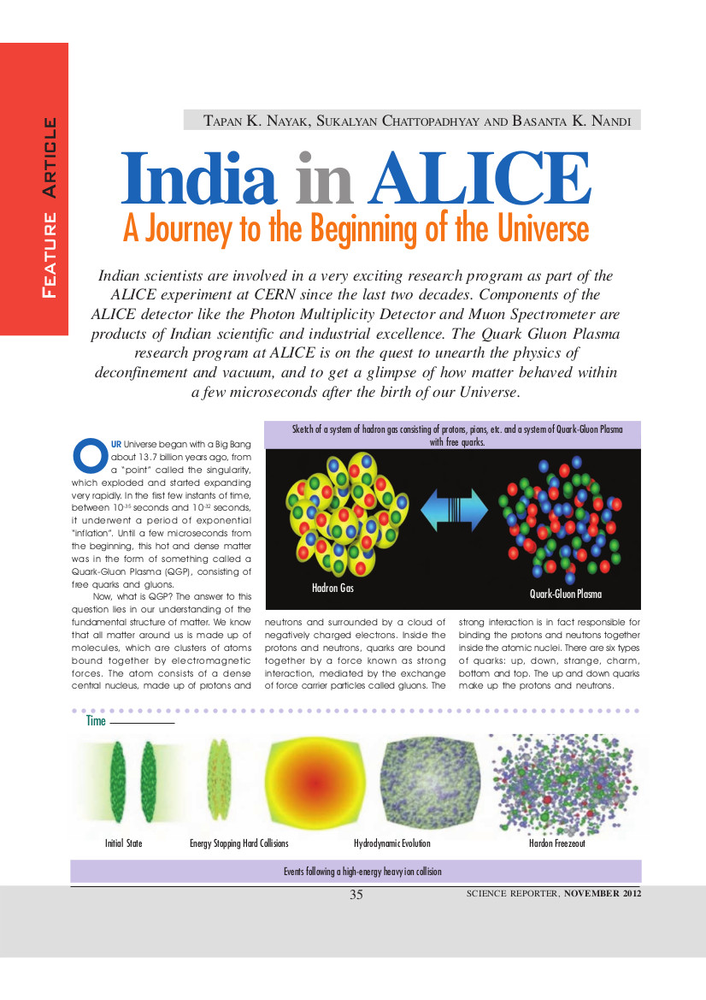 FEATURE ARTICLE
TAPAN K. NAYAK, SUKALYAN CHATTOPADHYAY AND BASANTA K. NANDI
India in ALICE
A Journey to the Beginning of the Universe
Indian scientists are involved in a very exciting research program as part of the
ALICE experiment at CERN since the last two decades. Components of the
ALICE detector like the Photon Multiplicity Detector and Muon Spectrometer are
products of Indian scientific and industrial excellence. The Quark Gluon Plasma
research program at ALICE is on the quest to unearth the physics of
deconfinement and vacuum, and to get a glimpse of how matter behaved within
a few microseconds after the birth of our Universe.
OUR Universe began with a Big Bang
about 13.7 billion years ago, from
a "point" called the singularity,
which exploded and started expanding
very rapidly. In the first few instants of time,
between 10-35 seconds and 10-32 seconds,
it underwent a period of exponential
"inflation". Until a few microseconds from
the beginning, this hot and dense matter
was in the form of something called a
Quark-Gluon Plasma (QGP), consisting of
free quarks and gluons.
Now, what is QGP? The answer to this
question lies in our understanding of the
fundamental structure of matter. We know
that all matter around us is made up of
molecules, which are clusters of atoms
bound together by electromagnetic
forces. The atom consists of a dense
central nucleus, made up of protons and
Sketch of a system of hadron gas consisting of protons, pions, etc. and a system of Quark-Gluon Plasma
with free quarks.
Hadron Gas
Quark-Gluon Plasma
neutrons and surrounded by a cloud of
negatively charged electrons. Inside the
protons and neutrons, quarks are bound
together by a force known as strong
interaction, mediated by the exchange
of force carrier particles called gluons. The
strong interaction is in fact responsible for
binding the protons and neutrons together
inside the atomic nuclei. There are six types
of quarks: up, down, strange, charm,
bottom and top. The up and down quarks
make up the protons and neutrons.
Time
Initial State
Energy Stopping Hard Collisions
Hydrodynamic Evolution
Hardon Freezeout
Events following a high-energy heavy ion collision
35
SCIENCE REPORTER, NOVEMBER 2012